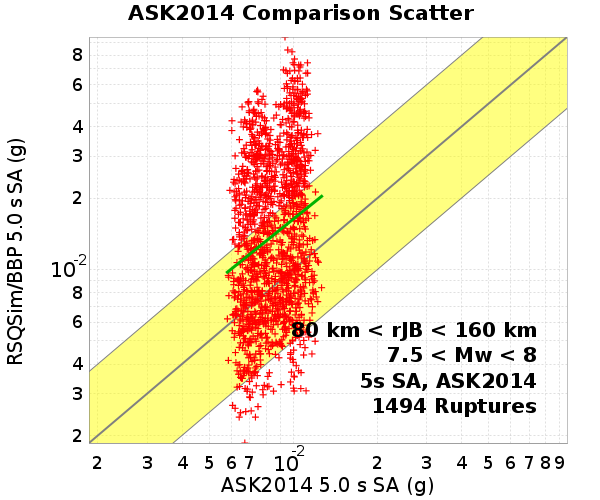 ASK2014 Comparison Scatter
RSQSim/BBP 5.0 s SA (g)
8
6
4
3
2
10-2
8
6
4
3
2
80 km < rJB < 160 km
7.5 < Mw < 8
5s SA, ASK2014
1494 Ruptures
2 3 4 5 6 7 10-2 2 3 4 5 6 7 8 9
ASK2014 5.0 s SA (g)